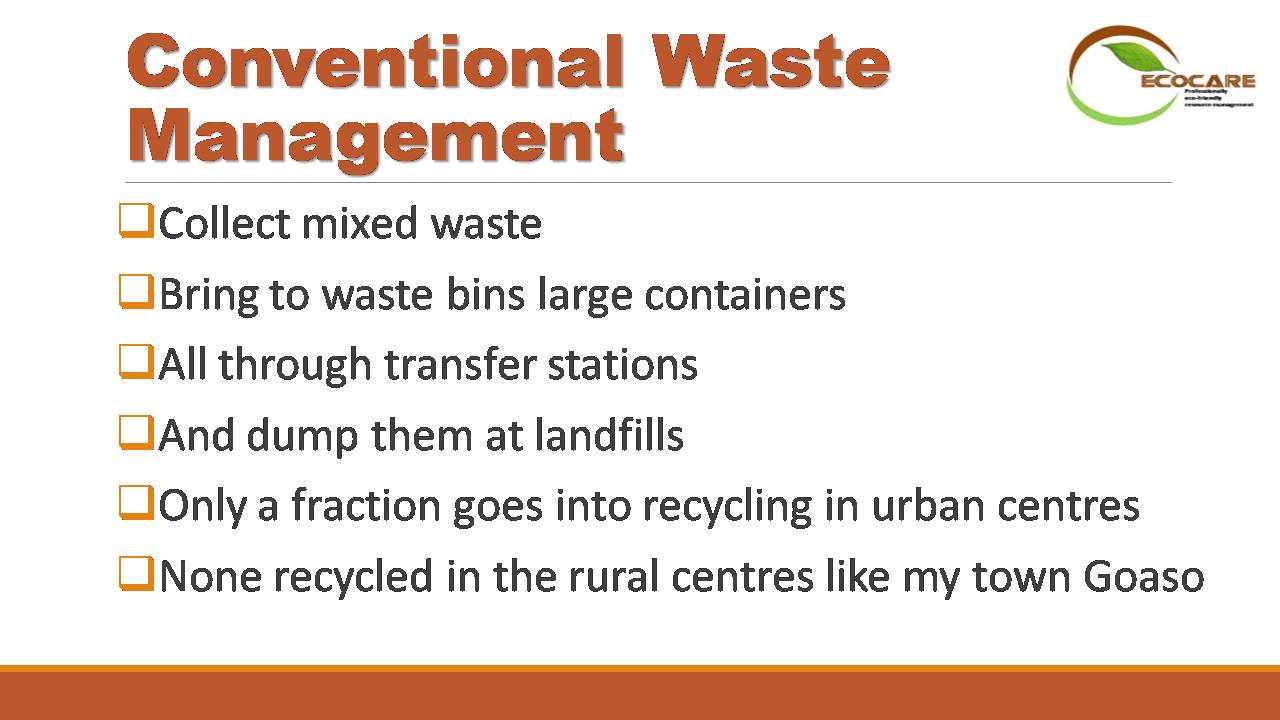 Conventional Waste
Management
ECOCARE
Professionally
eco-friendly
resource management
Collect mixed waste
Bring to waste bins large containers
All through transfer stations
And dump them at landfills
Only a fraction goes into recycling in urban centres
None recycled in the rural centres like my town Goaso